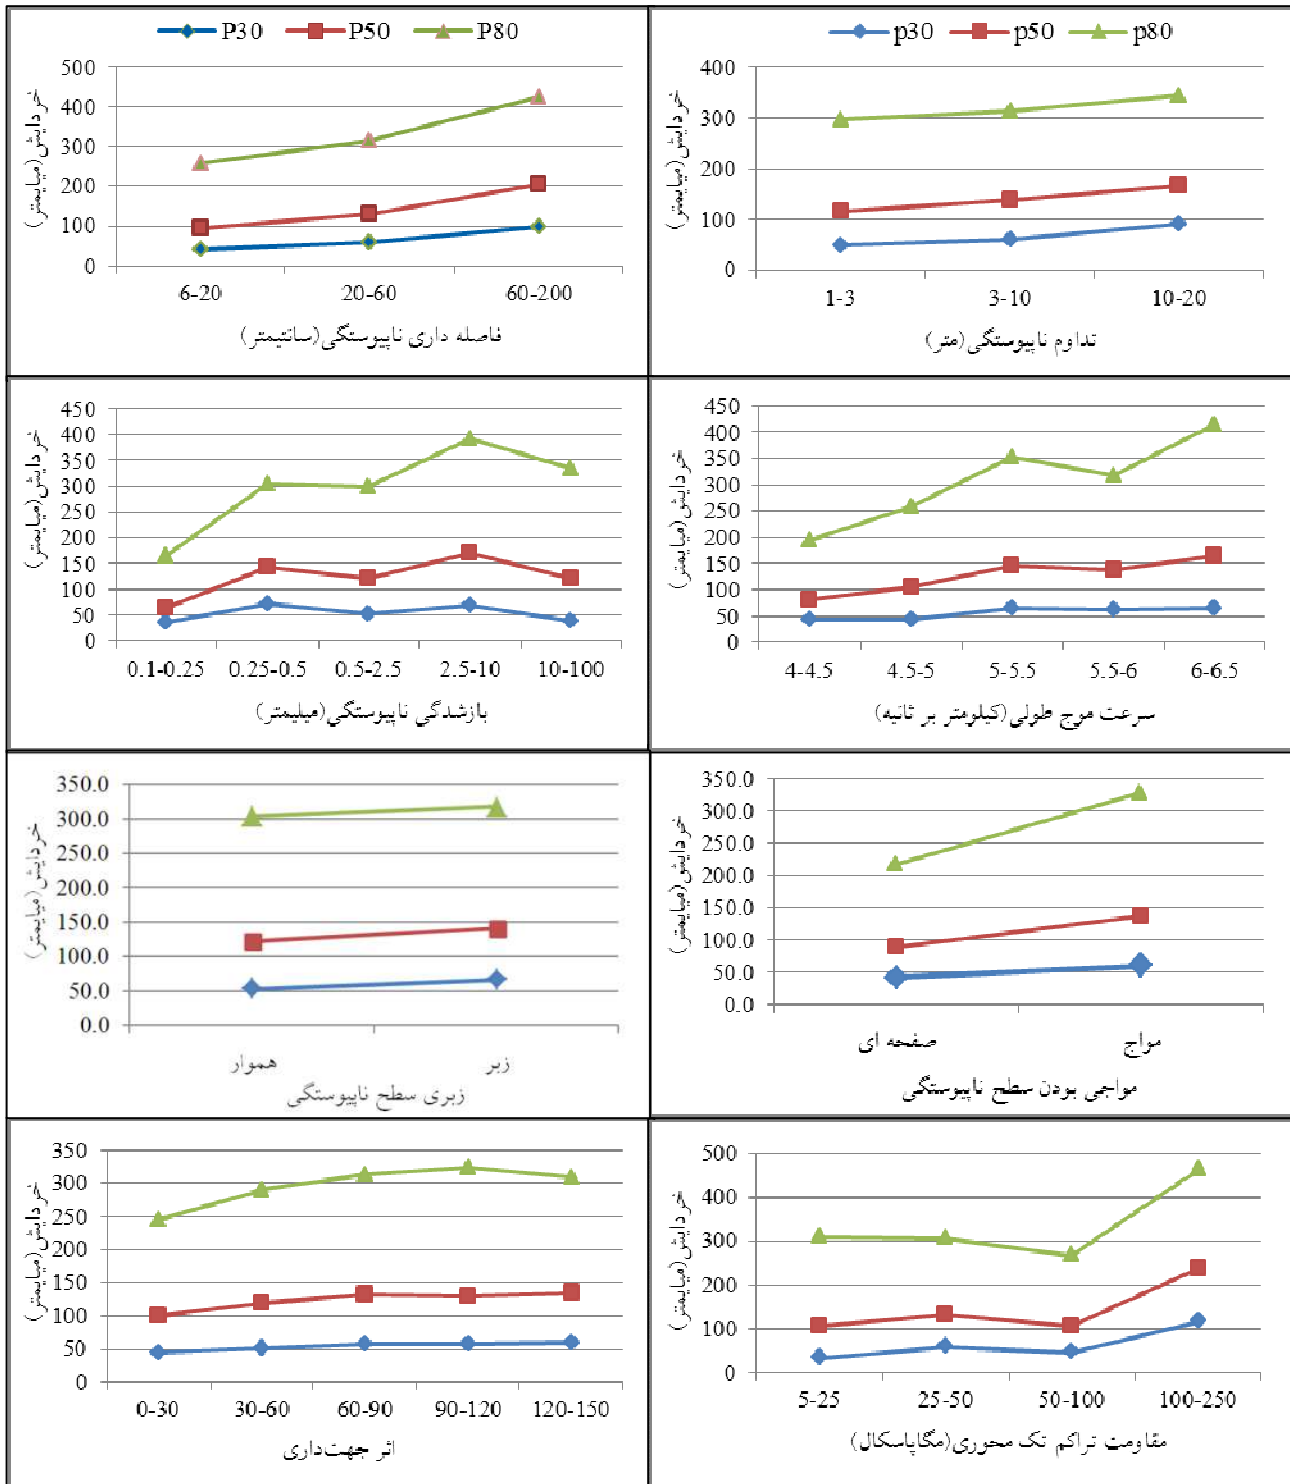 P30 P50 P80
500
400
300
200
100
0
خردایش(میلیمتر)
6-20 20-60 60-200
فاصله داری ناپیوستگی(سانتیمتر)
p30 p50 p80
400
300
200
100
0
خردایش(میلیمتر)
1-3 3-10 10-20
تداوم ناپیوستگی(متر)
450
400
350
300
250
200
150
100
50
0
خردایش(میلیمتر)
0.1-0.25 0.25-0.5 0.5-2.5 2.5-10 10-100
بازشدگی ناپیوستگی(میلیمتر)
450
400
350
300
250
200
150
100
50
0
خردایش(میلیمتر)
4-4.5 4.5-5 5-5.5 5.5-6 6-6.5
سرعت موج طولی(کیلومتر بر ثانیه)
350.0
300.0
250.0
200.0
150.0
100.0
50.0
0.0
خردایش(میلیمتر)
هموار زبر
زبری سطح ناپیوستگی
350.0
300.0
250.0
200.0
150.0
100.0
50.0
0.0
خردایش(میلیمتر)
صفحه ای مواج
مواجی بودن سطح ناپیوستگی
350
300
250
200
150
100
50
0
خردایش(میلیمتر)
0-30 30-60 60-90 90-120 120-150
اثر جهت‌داری
500
400
300
200
100
0
خردایش(میلیمتر)
5-25 25-50 50-100 100-250
مقاومت تراکم تک محوری(مگاپاسکال)